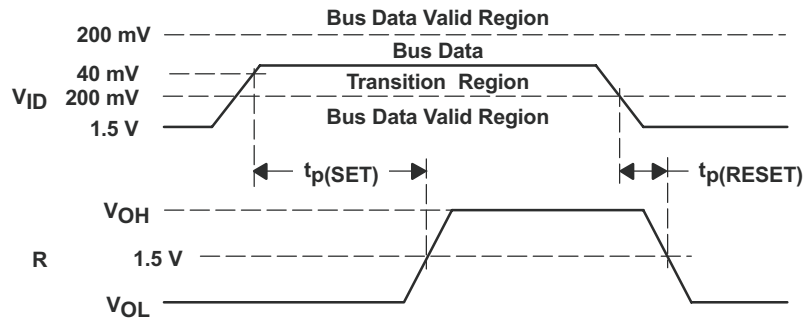 Bus Data Valid Region
200 mV
Bus Data
40 mV
Transition Region
VID
200 mV
Bus Data Valid Region
1.5 V
tp(SET)
tp(RESET)
VOH
R
1.5 V
VOL